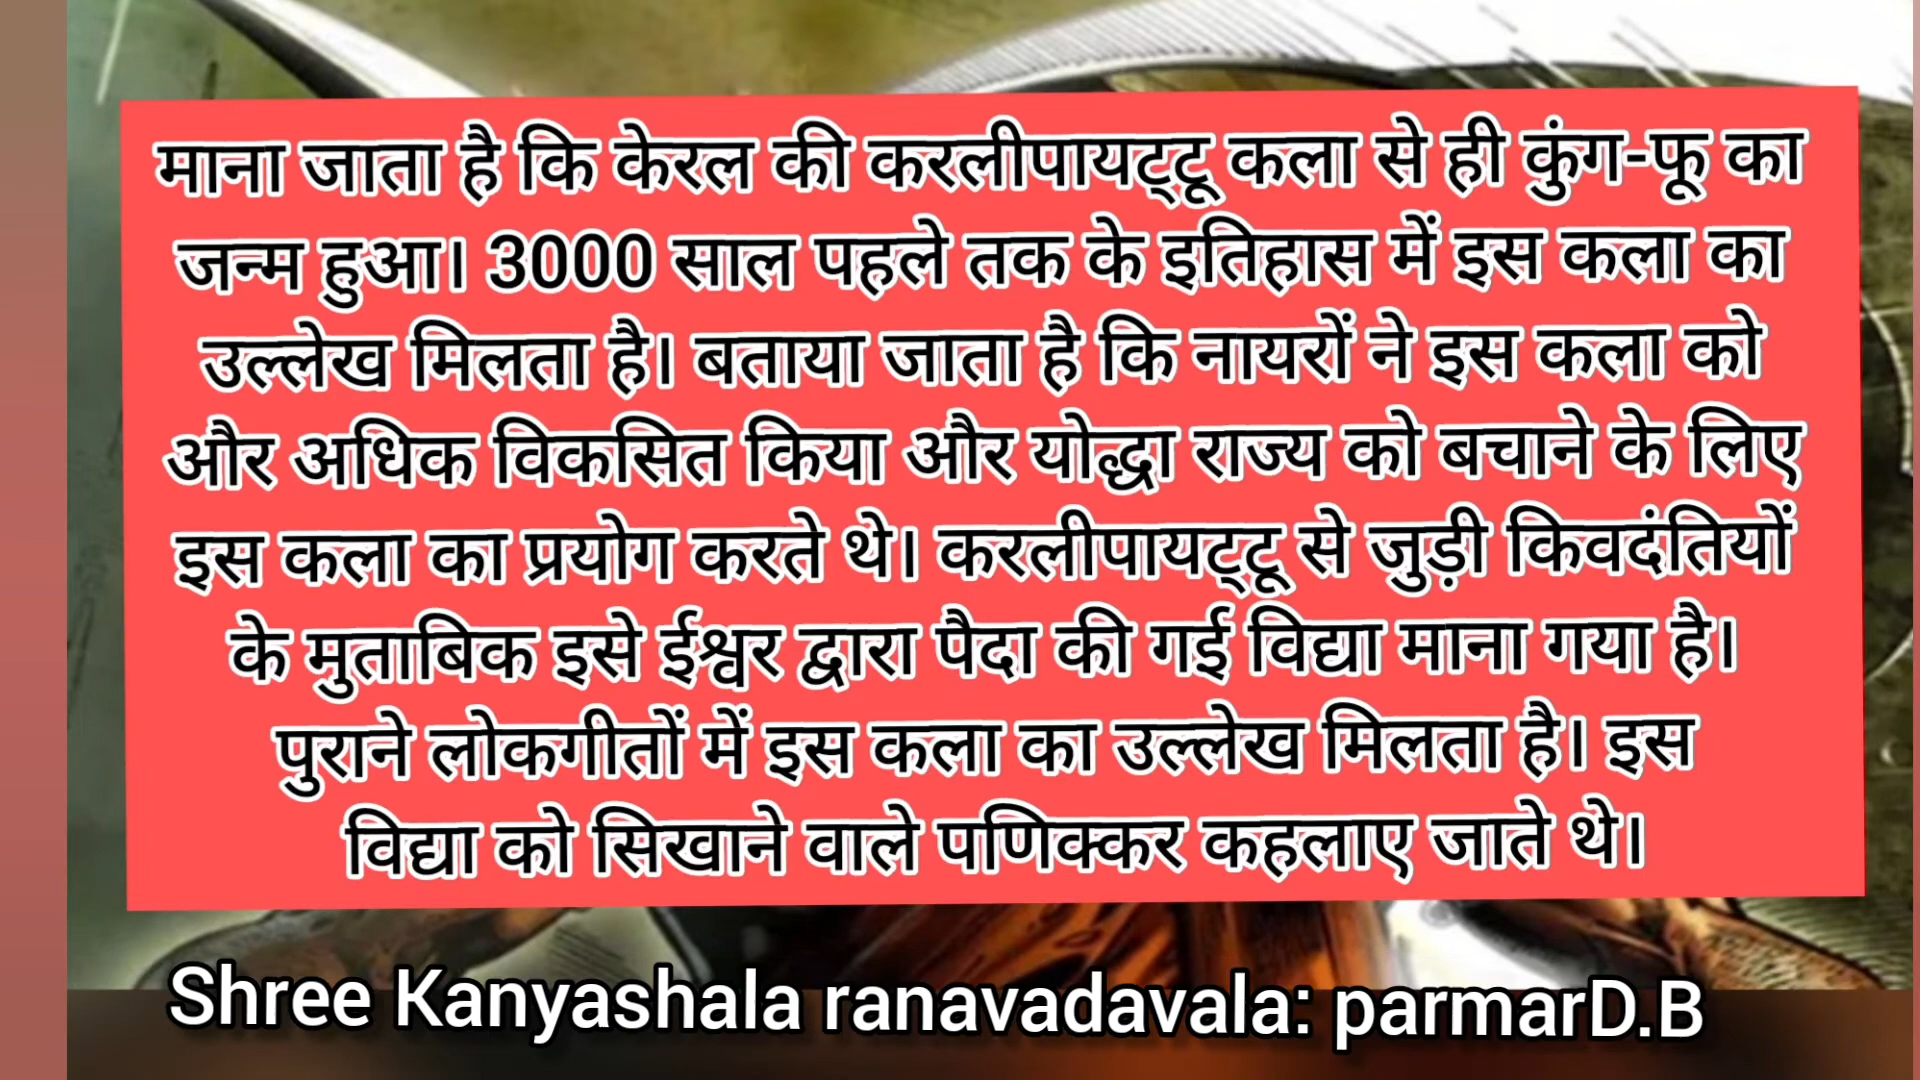 माना जाता है कि केरल की करलीपायट्टू कला से ही कुंग-फू का
जन्म हुआ। 3000 साल पहले तक के इतिहास में इस कला का
उल्लेख मिलता है। बताया जाता है कि नायरों ने इस कला को
और अधिक विकसित किया और योद्धा राज्य को बचाने के लिए
इस कला का प्रयोग करते थे। करलीपायट्टू से जुड़ी किवदंतियों
के मुताबिक इसे ईश्वर द्वारा पैदा की गई विद्या माना गया है।
पुराने लोकगीतों में इस कला का उल्लेख मिलता है। इस
विद्या को सिखाने वाले पणिक्कर कहलाए जाते थे।
Shree Kanyashala ranavadavala: parmarD.B